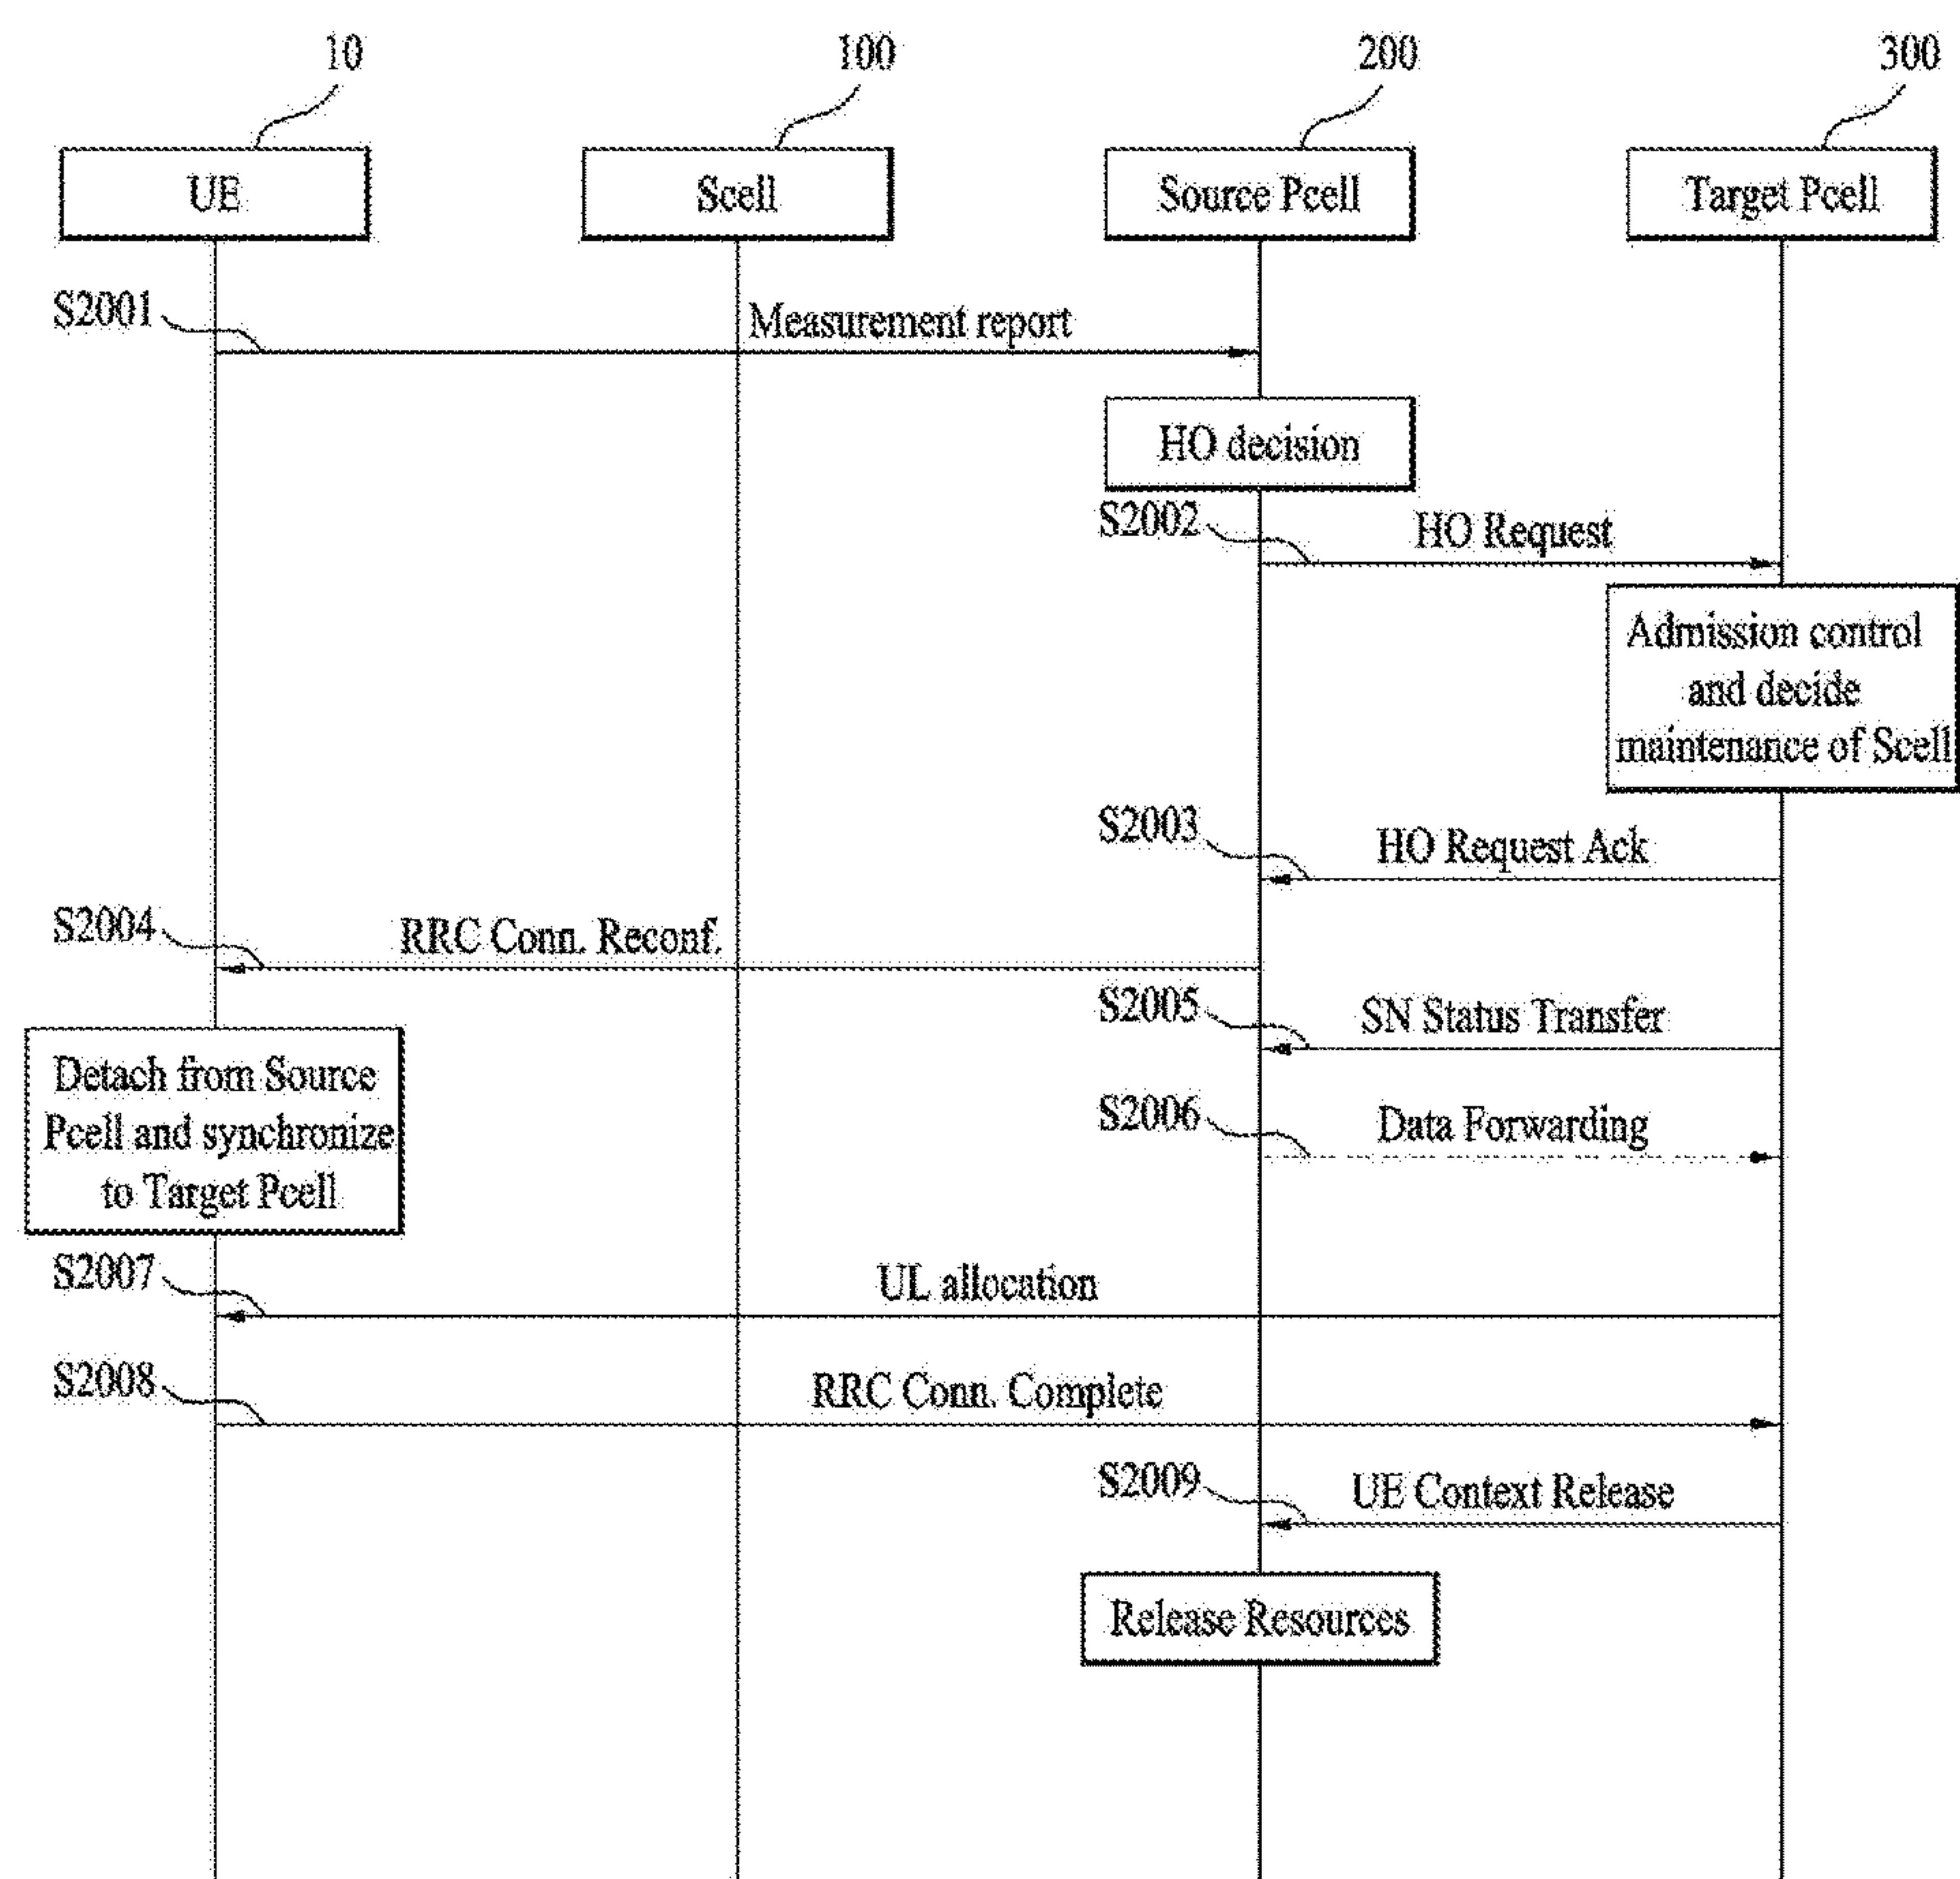 10
100
200
300
UE
Scell
Source Pcell
Target Pcell
S2001
Measurement report
HO decision
S2002
HO Request
Admission control
and decide
maintenance of Scell
S2003
HO Request Ack
S2004
RRC Conn. Reconf.
S2005
SN Status Transfer
Detach from Source
Pcell and synchronize
to Target Pcell
S2006
Data Forwarding
S2007
UL allocation
S2008
RRC Conn. Complete
S2009
UE Context Release
Release Resources